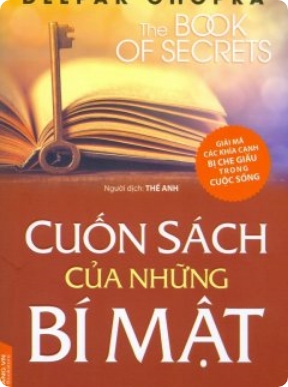 DEEPAK CHOPRA
The BOOK
OF SECRETS
GIẢI MÃ
CÁC KHÍA CẠNH
BỊ CHE GIẤU
TRONG
CUỘC SỐNG
Người dịch: THẾ ANH
CUỐN SÁCH
CỦA NHỮNG
BÍ MẬT